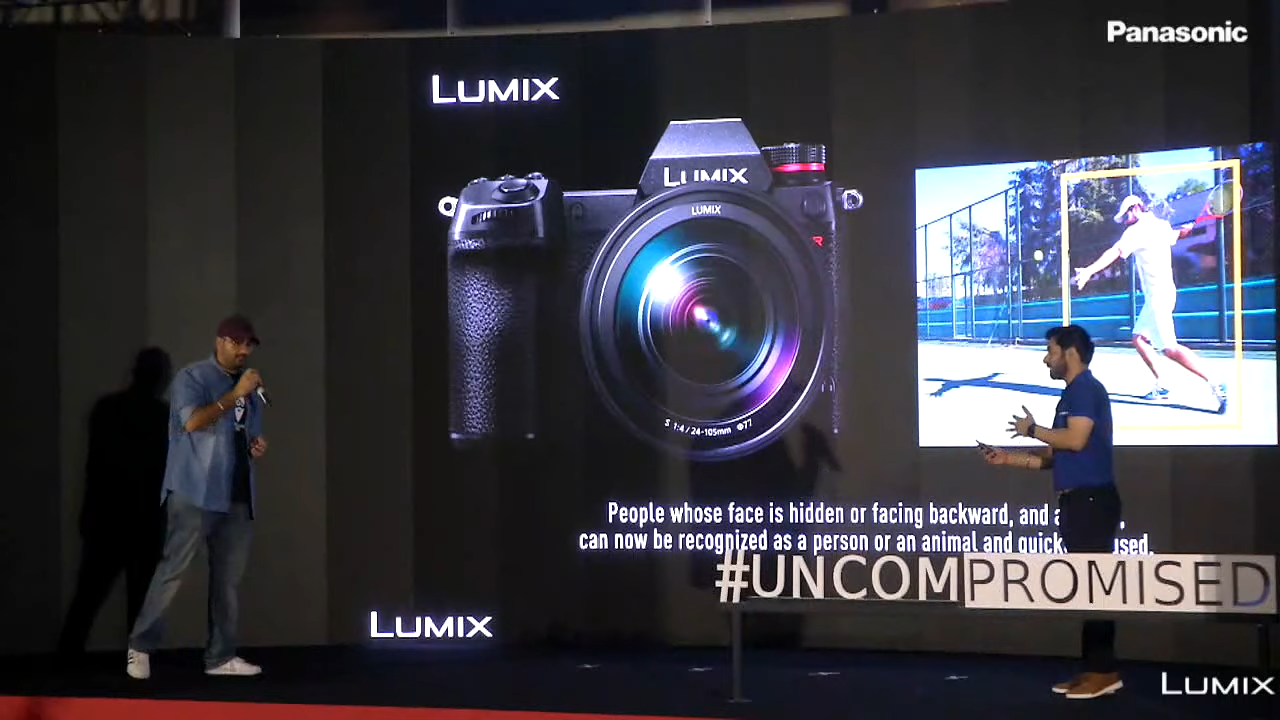 Panasonic
LUMIX
LUMIX
LUMIX
R
S 1:4 / 24-105mm Φ77
People whose face is hidden or facing backward, and
can now be recognized as a person or an animal and
#UNCOMPROMISED
LUMIX
LUMIX